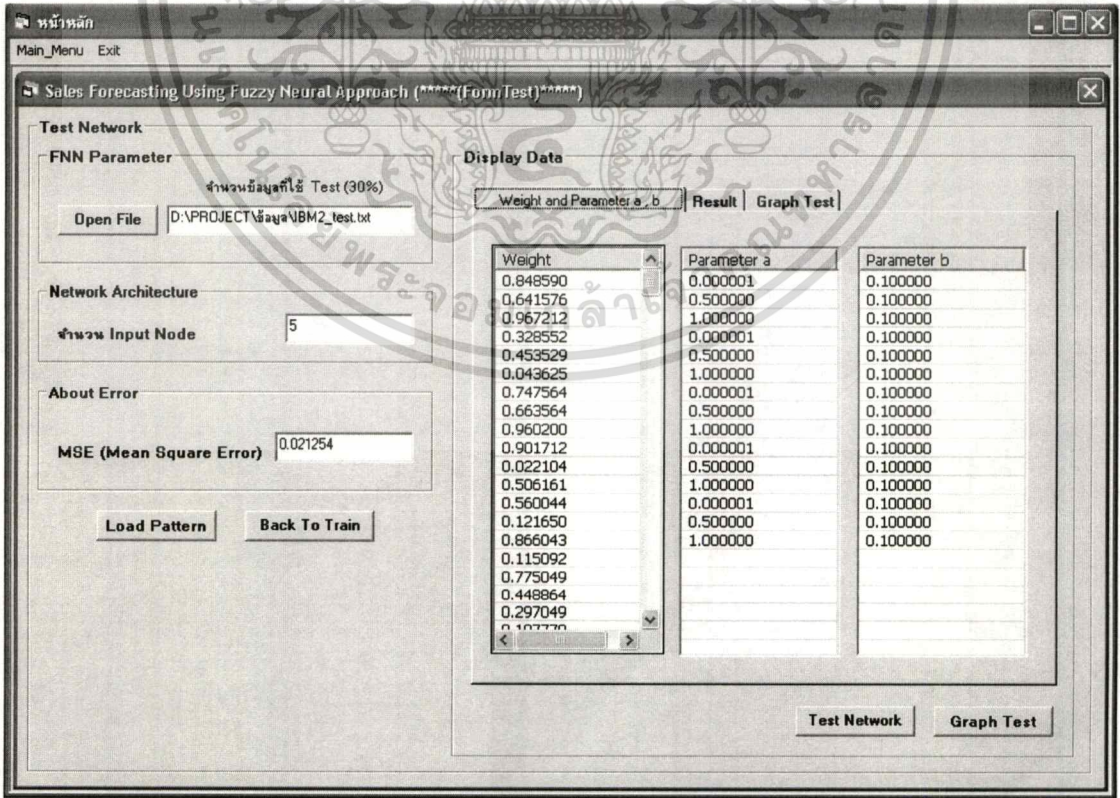 หน้าหลัก
Main_Menu Exit
Sales Forecasting Using Fuzzy Neural Approach (*****(FormTest)*****)
Test Network
FNN Parameter
จำนวนข้อมูลที่ใช้ Test (30%)
Open File D:\PROJECT\ข้อมูล\IBM2_test.txt
Network Architecture
จำนวน Input Node 5
About Error
MSE (Mean Square Error) 0.021254
Load Pattern Back To Train
Display Data
Weight and Parameter a , b Result Graph Test
Weight Parameter a Parameter b
0.848590 0.000001 0.100000
0.641576 0.500000 0.100000
0.967212 1.000000 0.100000
0.328552 0.000001 0.100000
0.453529 0.500000 0.100000
0.043625 1.000000 0.100000
0.747564 0.000001 0.100000
0.663564 0.500000 0.100000
0.960200 1.000000 0.100000
0.901712 0.000001 0.100000
0.022104 0.500000 0.100000
0.506161 1.000000 0.100000
0.560044 0.000001 0.100000
0.121650 0.500000 0.100000
0.866043 1.000000 0.100000
0.115092
0.775049
0.448864
0.297049
Test Network Graph Test